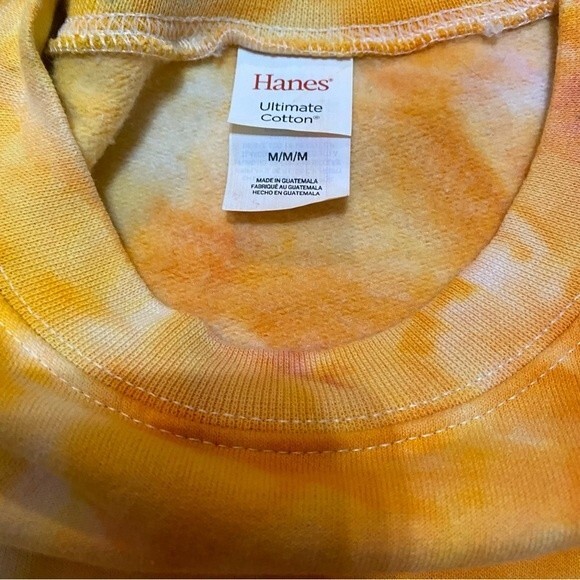 Hanes®
Ultimate
Cotton®
M/M/M
MADE IN GUATEMALA
FABRIQUÉ AU GUATEMALA
HECHO EN GUATEMALA